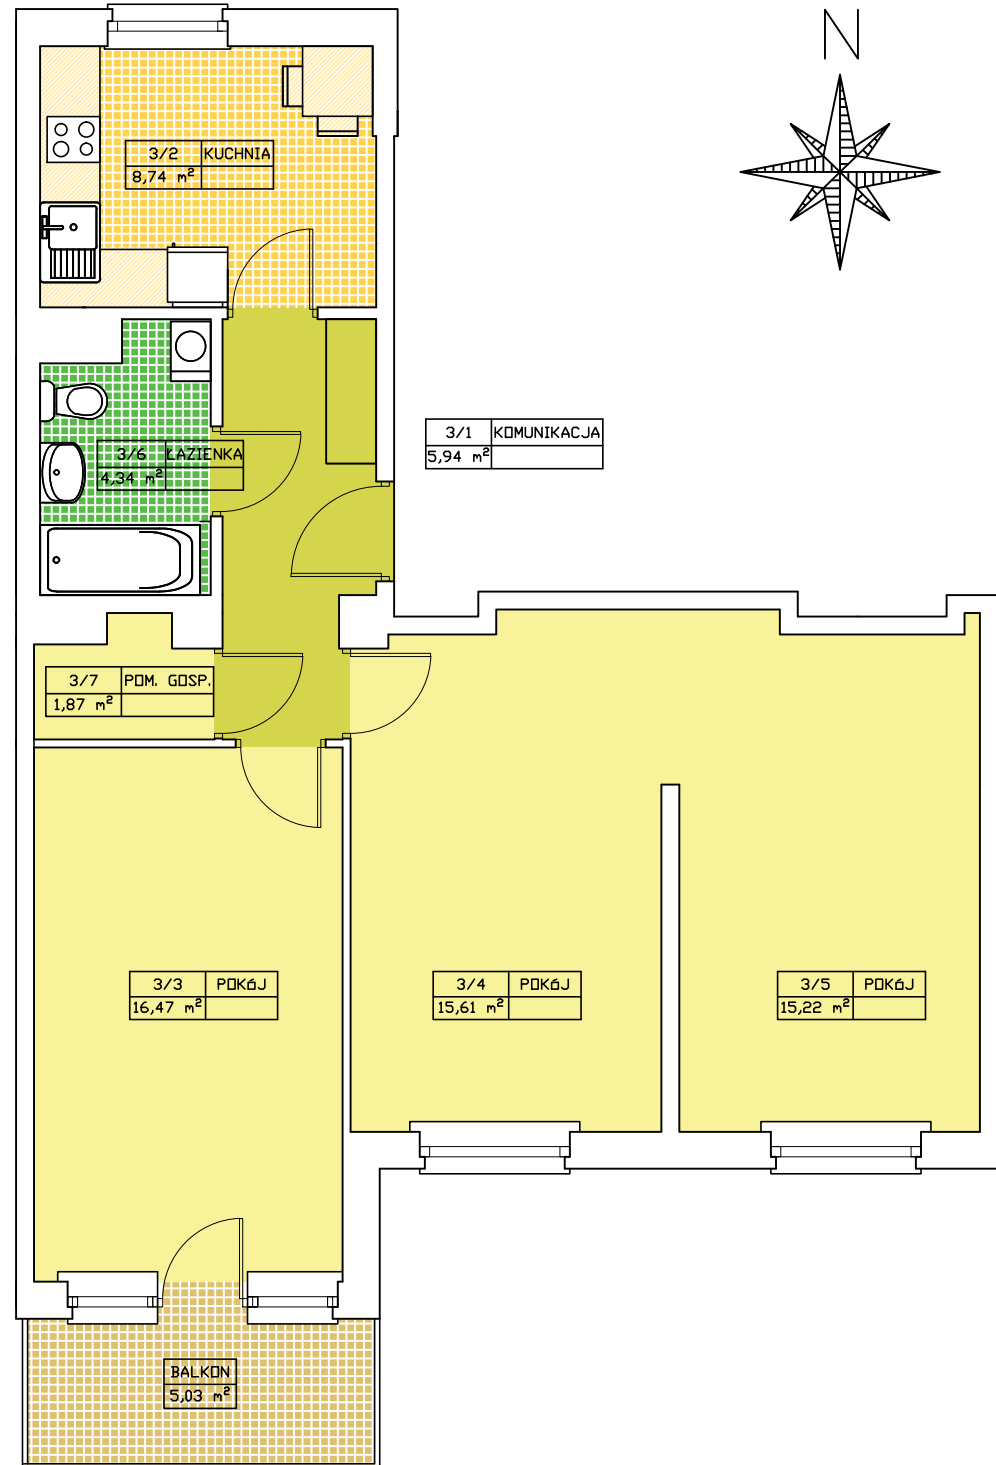 N
3/2 KUCHNIA
8,74 m²
3/1 KOMUNIKACJA
5,94 m²
3/6 ŁAZIENKA
4,34 m²
3/7 POM. GOSP.
1,87 m²
3/3 POKóJ
16,47 m²
3/4 POKóJ
15,61 m²
3/5 POKóJ
15,22 m²
BALKON
5,03 m²